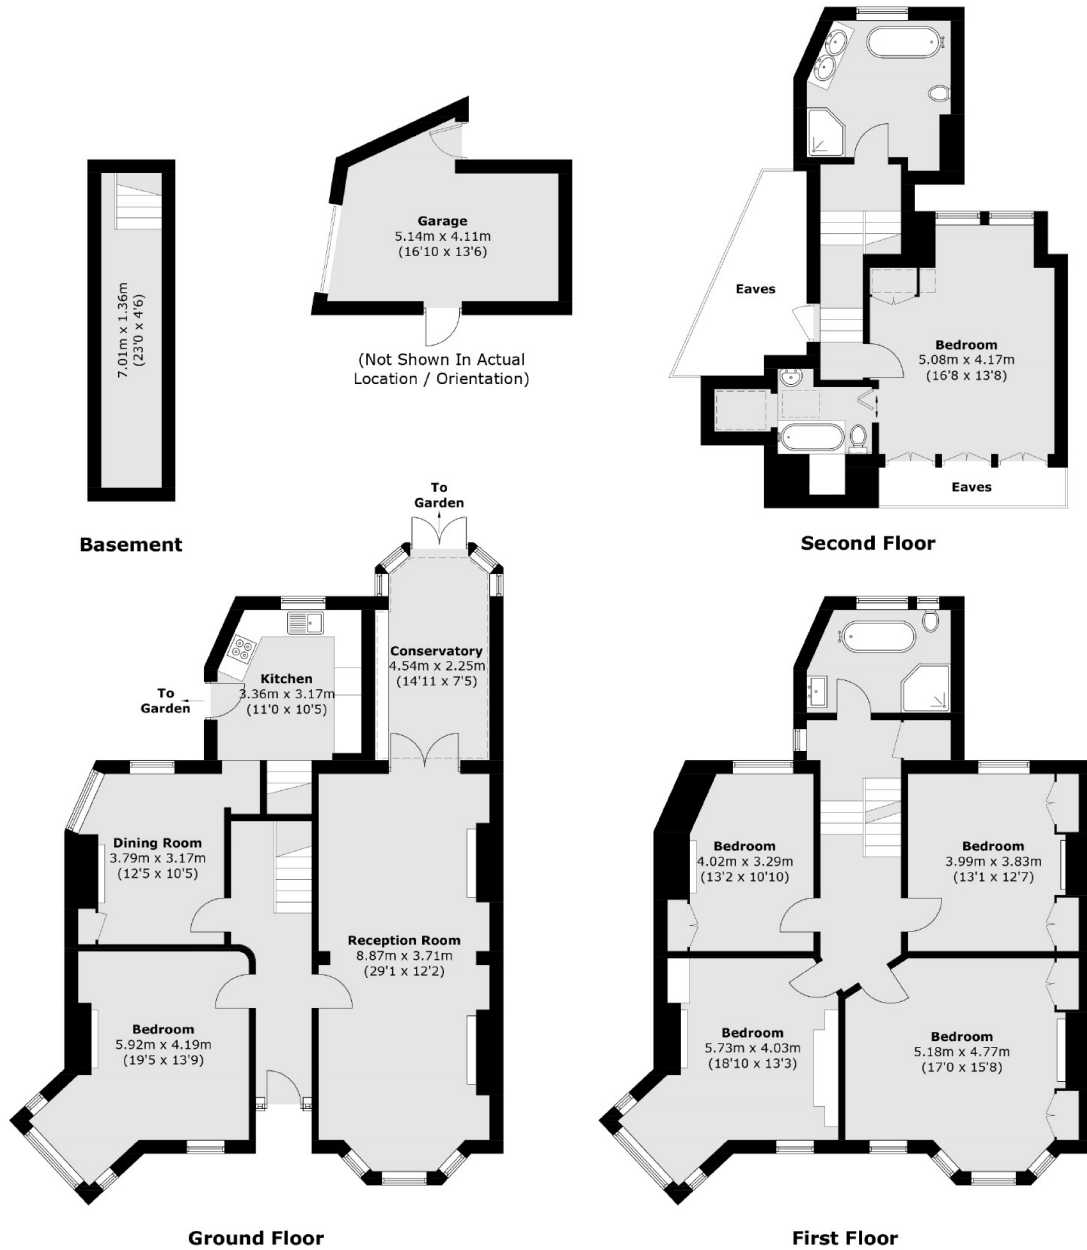 Garage
5.14m x 4.11m
(16'10 x 13'6)
(Not Shown In Actual
Location / Orientation)
7.01m x 1.36m
(23'0 x 4'6)
Basement
Eaves
Bedroom
5.08m x 4.17m
(16'8 x 13'8)
Eaves
Second Floor
To
Garden
Conservatory
4.54m x 2.25m
(14'11 x 7'5)
Kitchen
3.36m x 3.17m
(11'0 x 10'5)
To
Garden
Dining Room
3.79m x 3.17m
(12'5 x 10'5)
Reception Room
8.87m x 3.71m
(29'1 x 12'2)
Bedroom
5.92m x 4.19m
(19'5 x 13'9)
Ground Floor
Bedroom
4.02m x 3.29m
(13'2 x 10'10)
Bedroom
3.99m x 3.83m
(13'1 x 12'7)
Bedroom
5.73m x 4.03m
(18'10 x 13'3)
Bedroom
5.18m x 4.77m
(17'0 x 15'8)
First Floor